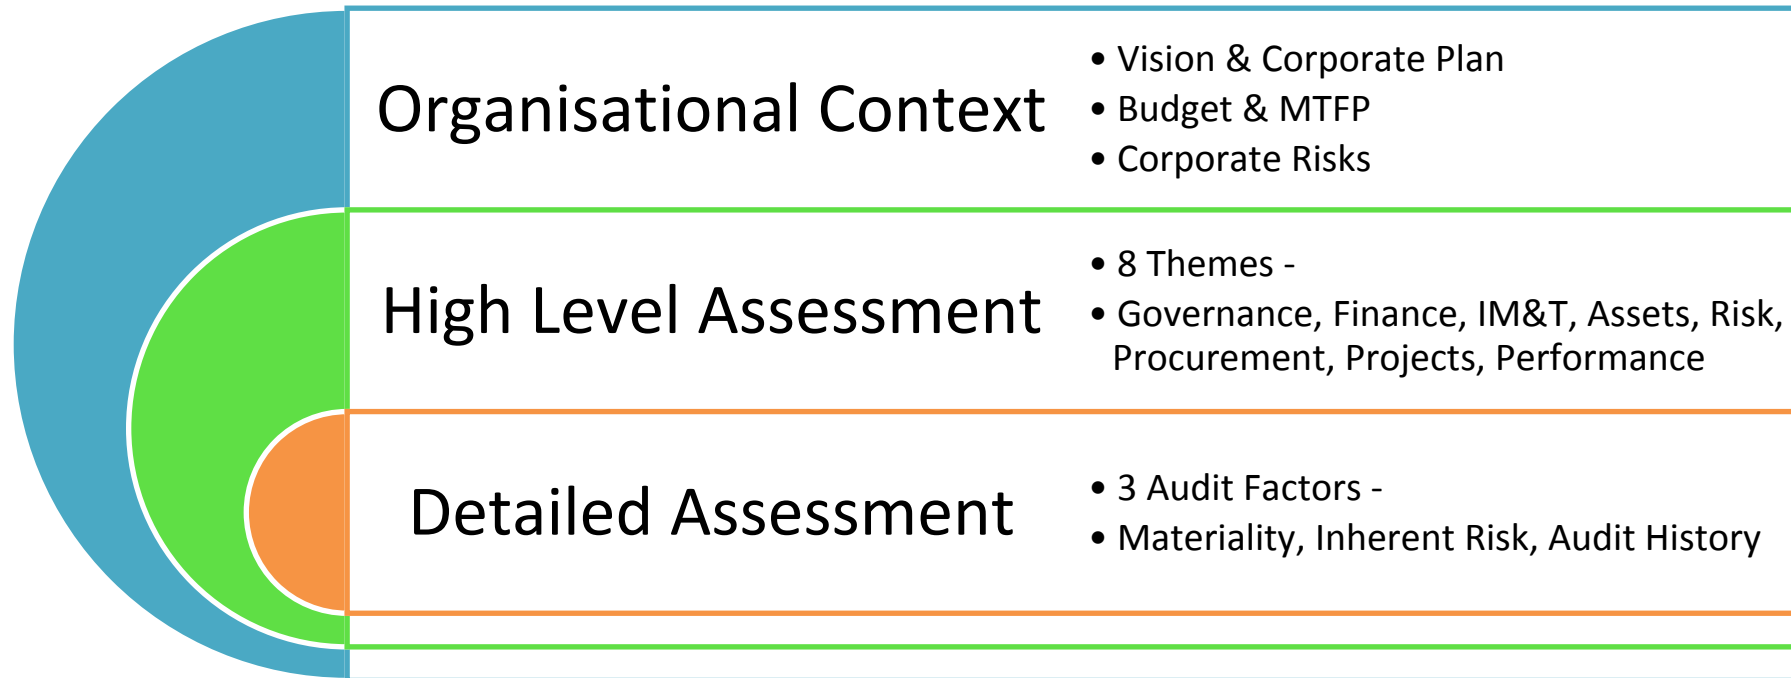 Organisational Context
• Vision & Corporate Plan
• Budget & MTFP
• Corporate Risks
High Level Assessment
• 8 Themes -
• Governance, Finance, IM&T, Assets, Risk,
Procurement, Projects, Performance
Detailed Assessment
• 3 Audit Factors -
• Materiality, Inherent Risk, Audit History